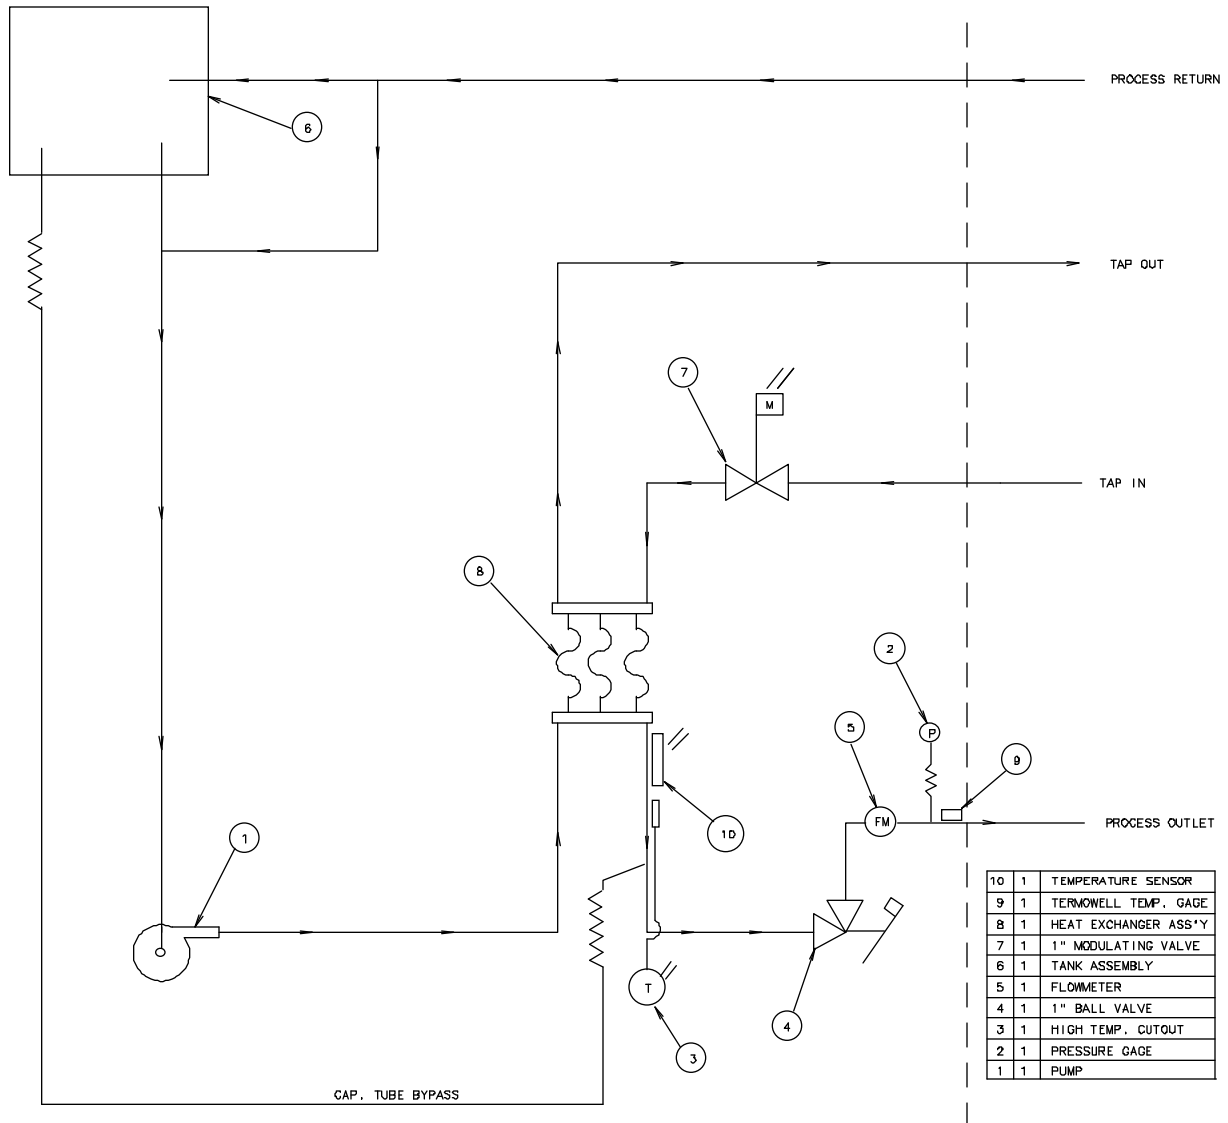 PROCESS RETURN
6
TAP OUT
7
M
TAP IN
8
2
P
5
9
10
FM
PROCESS OUTLET
1
T
4
3
CAP. TUBE BYPASS
10 1 TEMPERATURE SENSOR
9 1 TERMOWELL TEMP. GAGE
8 1 HEAT EXCHANGER ASS'Y
7 1 1" MODULATING VALVE
6 1 TANK ASSEMBLY
5 1 FLOWMETER
4 1 1" BALL VALVE
3 1 HIGH TEMP. CUTOUT
2 1 PRESSURE GAGE
1 1 PUMP